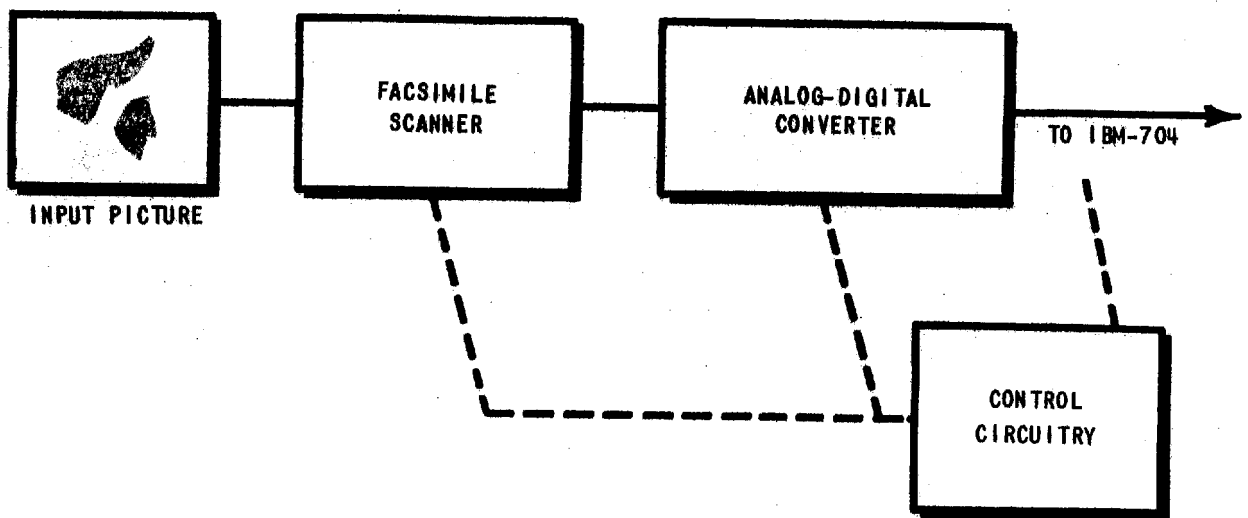 FACSIMILE
SCANNER
ANALOG-DIGITAL
CONVERTER
TO IBM-704
INPUT PICTURE
CONTROL
CIRCUITRY